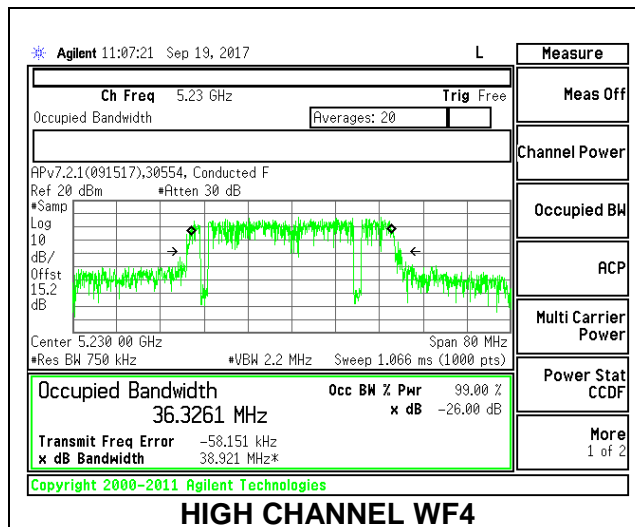 Agilent 11:07:21 Sep 19, 2017 L
Measure
Ch Freq 5.23 GHz Trig Free
Meas Off
Occupied Bandwidth Averages: 20
Channel Power
APv7.2.1(091517),30554, Conducted F
Ref 20 dBm #Atten 30 dB
#Samp
Log
10
dB/
Offst
15.2
dB
Occupied BW
ACP
Center 5.230 00 GHz Span 80 MHz
#Res BW 750 kHz #VBW 2.2 MHz Sweep 1.066 ms (1000 pts)
Multi Carrier
Power
Occupied Bandwidth Occ BW % Pwr 99.00 %
36.3261 MHz x dB -26.00 dB
Power Stat
CCDF
Transmit Freq Error -58.151 kHz
x dB Bandwidth 38.921 MHz*
More
1 of 2
Copyright 2000-2011 Agilent Technologies
HIGH CHANNEL WF4